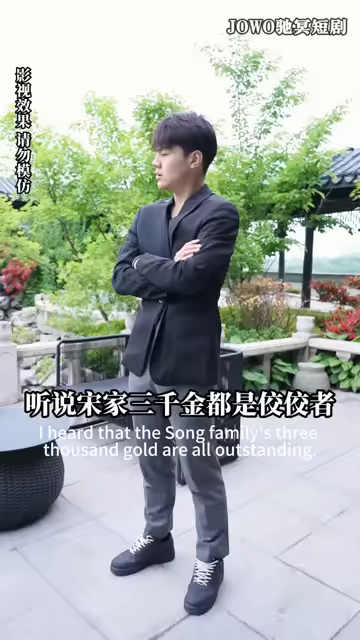 JOWO驰冥短剧
影视效果 请勿模仿
听说宋家三千金都是佼佼者
I heard that the Song family's three
thousand gold are all outstanding.